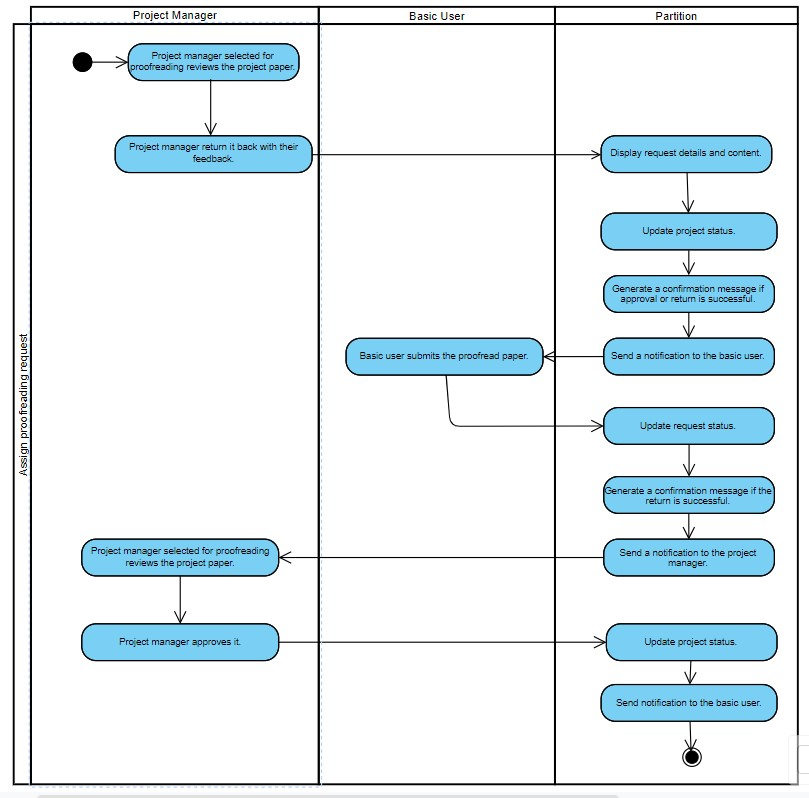 Project Manager
Basic User
Partition
Assign proofreading request
Project manager selected for
proofreading reviews the project paper.
Project manager return it back with their
feedback.
Display request details and content.
Update project status.
Generate a confirmation message if
approval or return is successful.
Basic user submits the proofread paper.
Send a notification to the basic user.
Update request status.
Generate a confirmation message if the
return is successful.
Project manager selected for proofreading
reviews the project paper.
Send a notification to the project
manager.
Project manager approves it.
Update project status.
Send notification to the basic user.